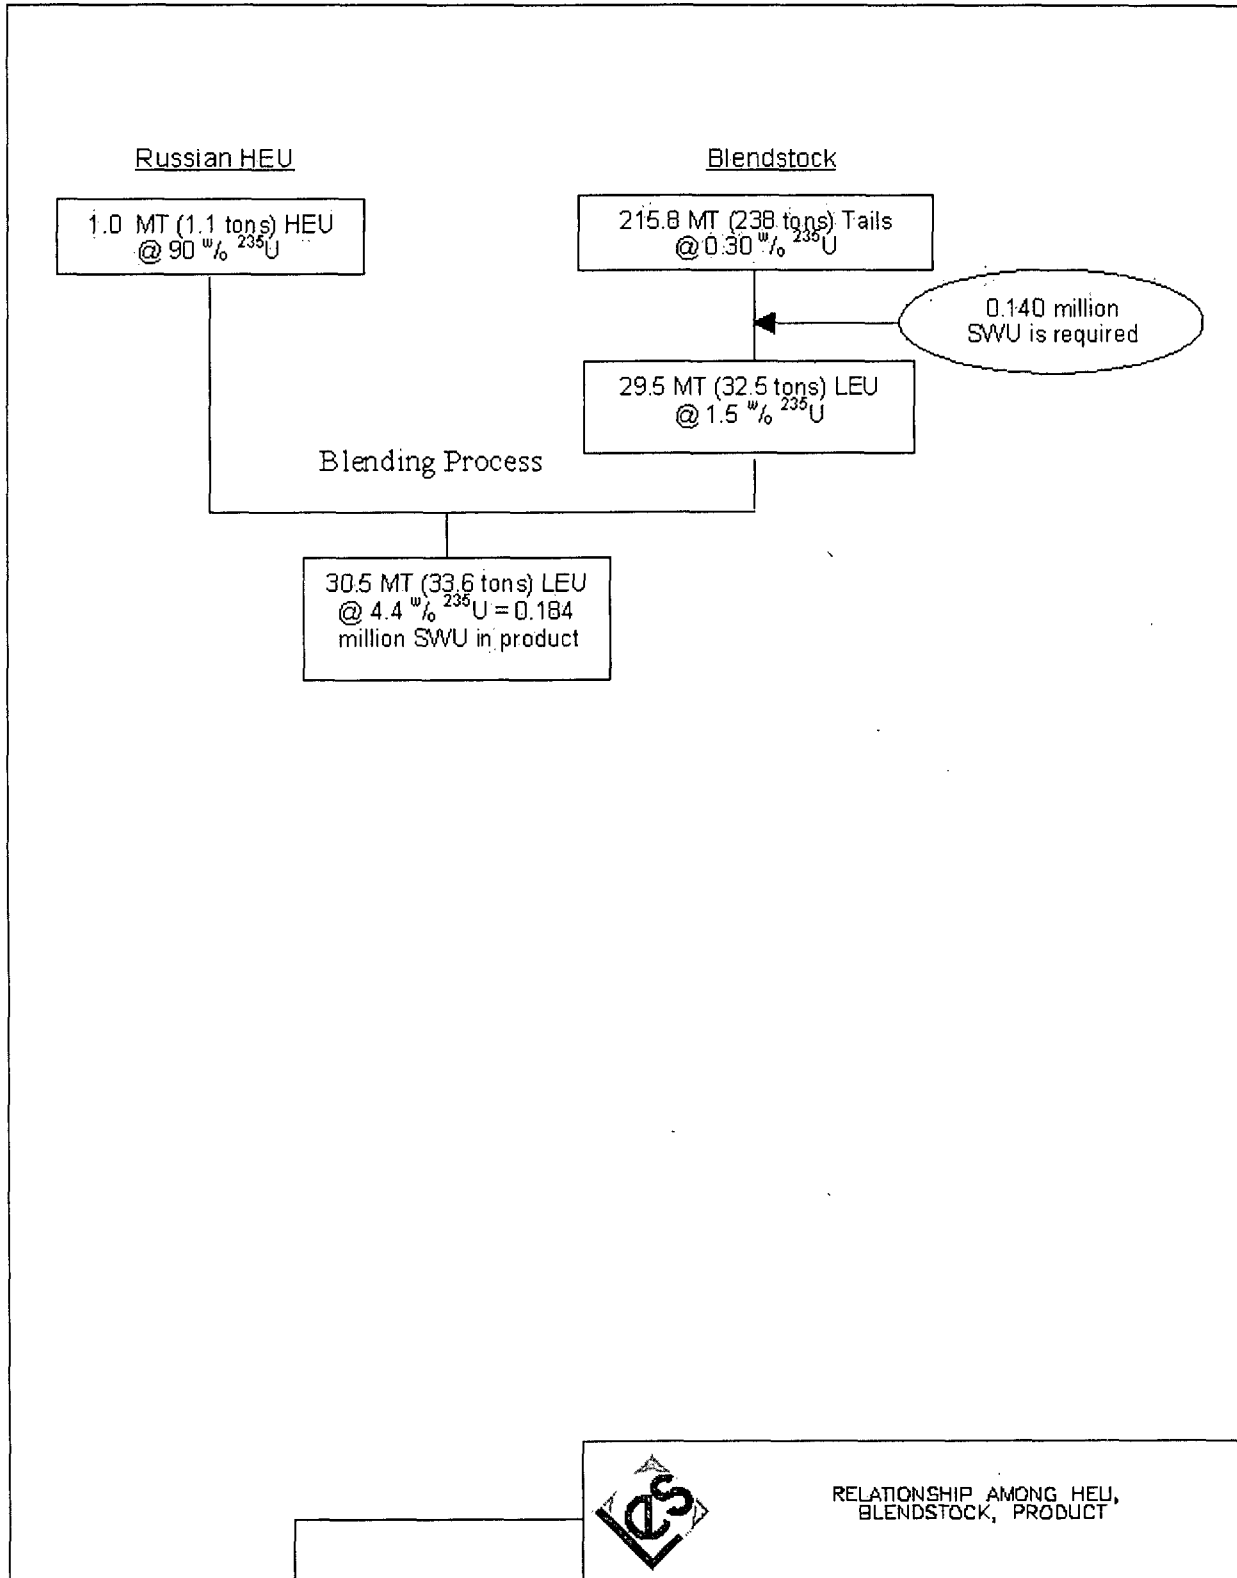 Russian HEU
1.0 MT (1.1 tons) HEU
@ 90 w/o 235U
Blendstock
215.8 MT (238 tons) Tails
@ 0.30 w/o 235U
0.140 million
SWU is required
29.5 MT (32.5 tons) LEU
@ 1.5 w/o 235U
Blending Process
30.5 MT (33.6 tons) LEU
@ 4.4 w/o 235U = 0.184
million SWU in product
LES
RELATIONSHIP AMONG HEU,
BLENDSTOCK, PRODUCT